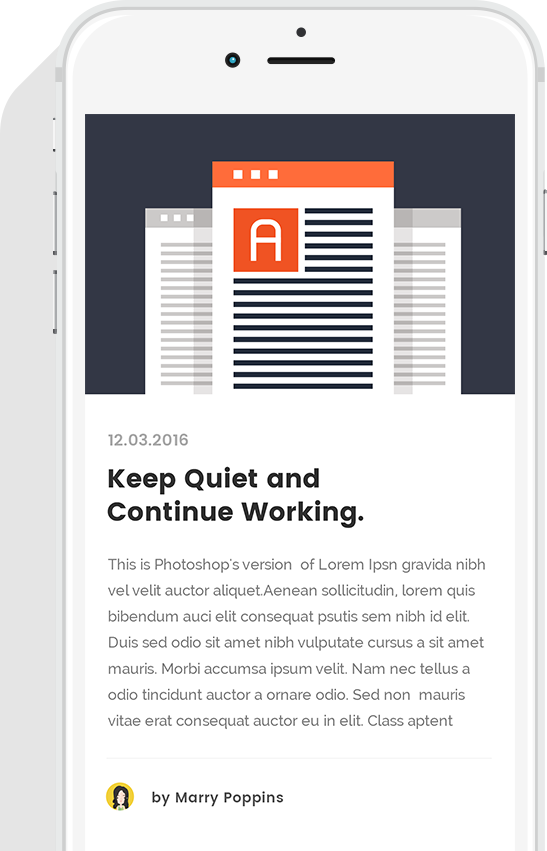 A
12.03.2016
Keep Quiet and
Continue Working.
This is Photoshop's version  of Lorem Ipsn gravida nibh
vel velit auctor aliquet.Aenean sollicitudin, lorem quis
bibendum auci elit consequat psutis sem nibh id elit.
Duis sed odio sit amet nibh vulputate cursus a sit amet
mauris. Morbi accumsa ipsum velit. Nam nec tellus a
odio tincidunt auctor a ornare odio. Sed non  mauris
vitae erat consequat auctor eu in elit. Class aptent
by Marry Poppins